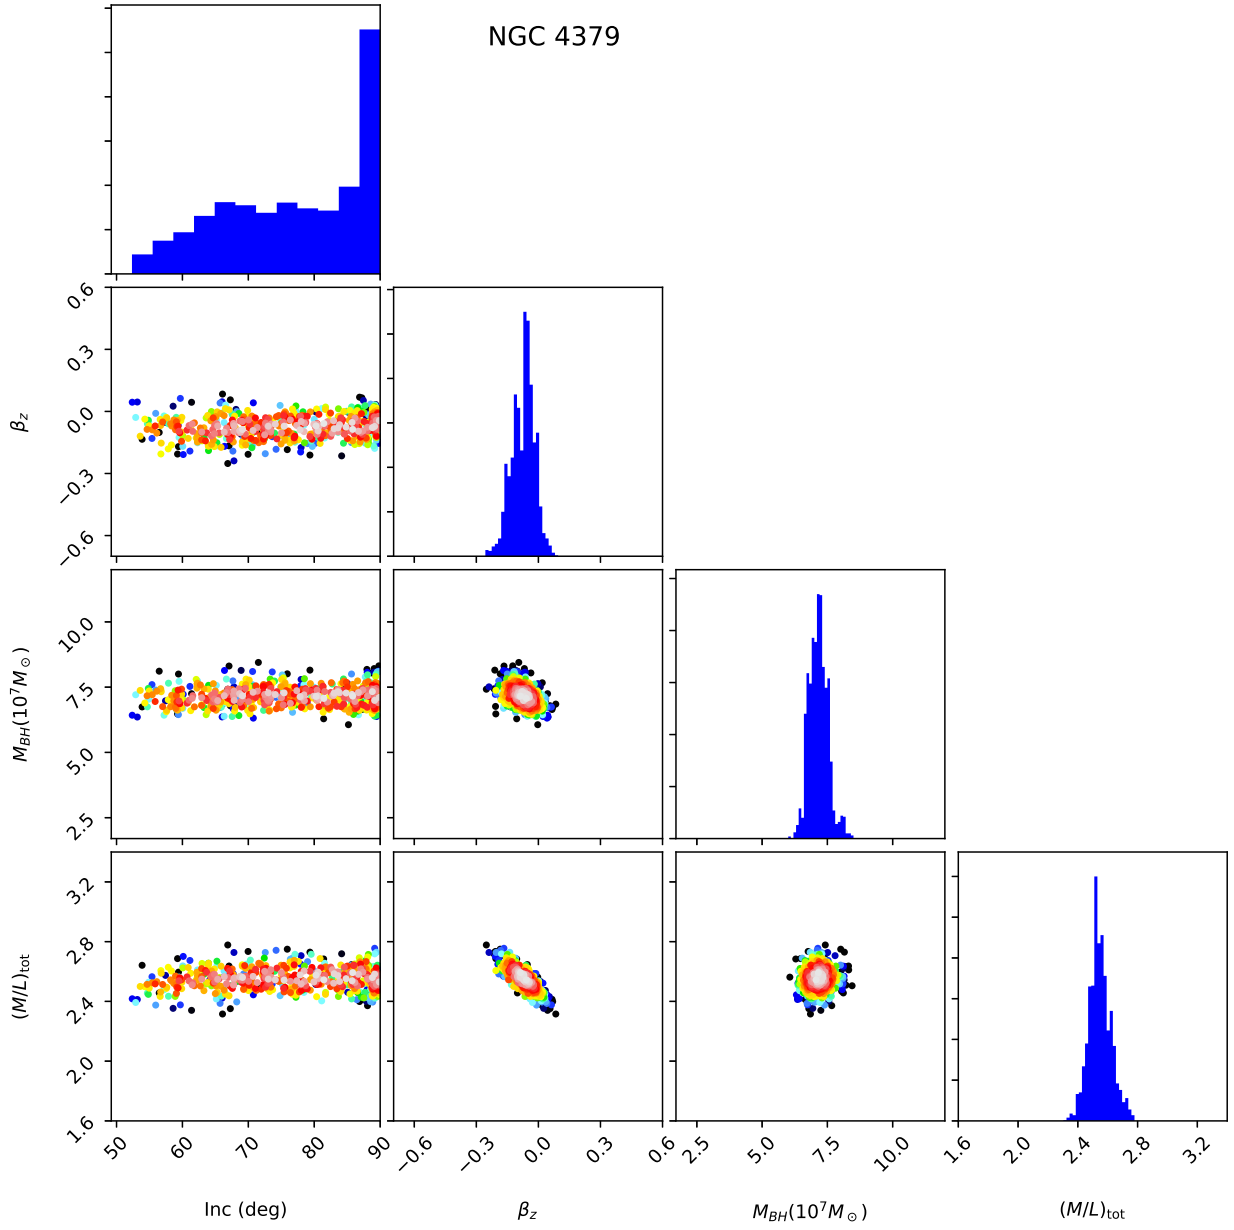 NGC 4379
0.6
0.3
0.0
−0.3
−0.6
β_z
10.0
7.5
5.0
2.5
M_BH(10^7 M_⊙)
3.2
2.8
2.4
2.0
1.6
(M/L)_tot
50 60 70 80 90
−0.6 −0.3 0.0 0.3 0.6
2.5 5.0 7.5 10.0
1.6 2.0 2.4 2.8 3.2
Inc (deg) β_z M_BH(10^7 M_⊙) (M/L)_tot